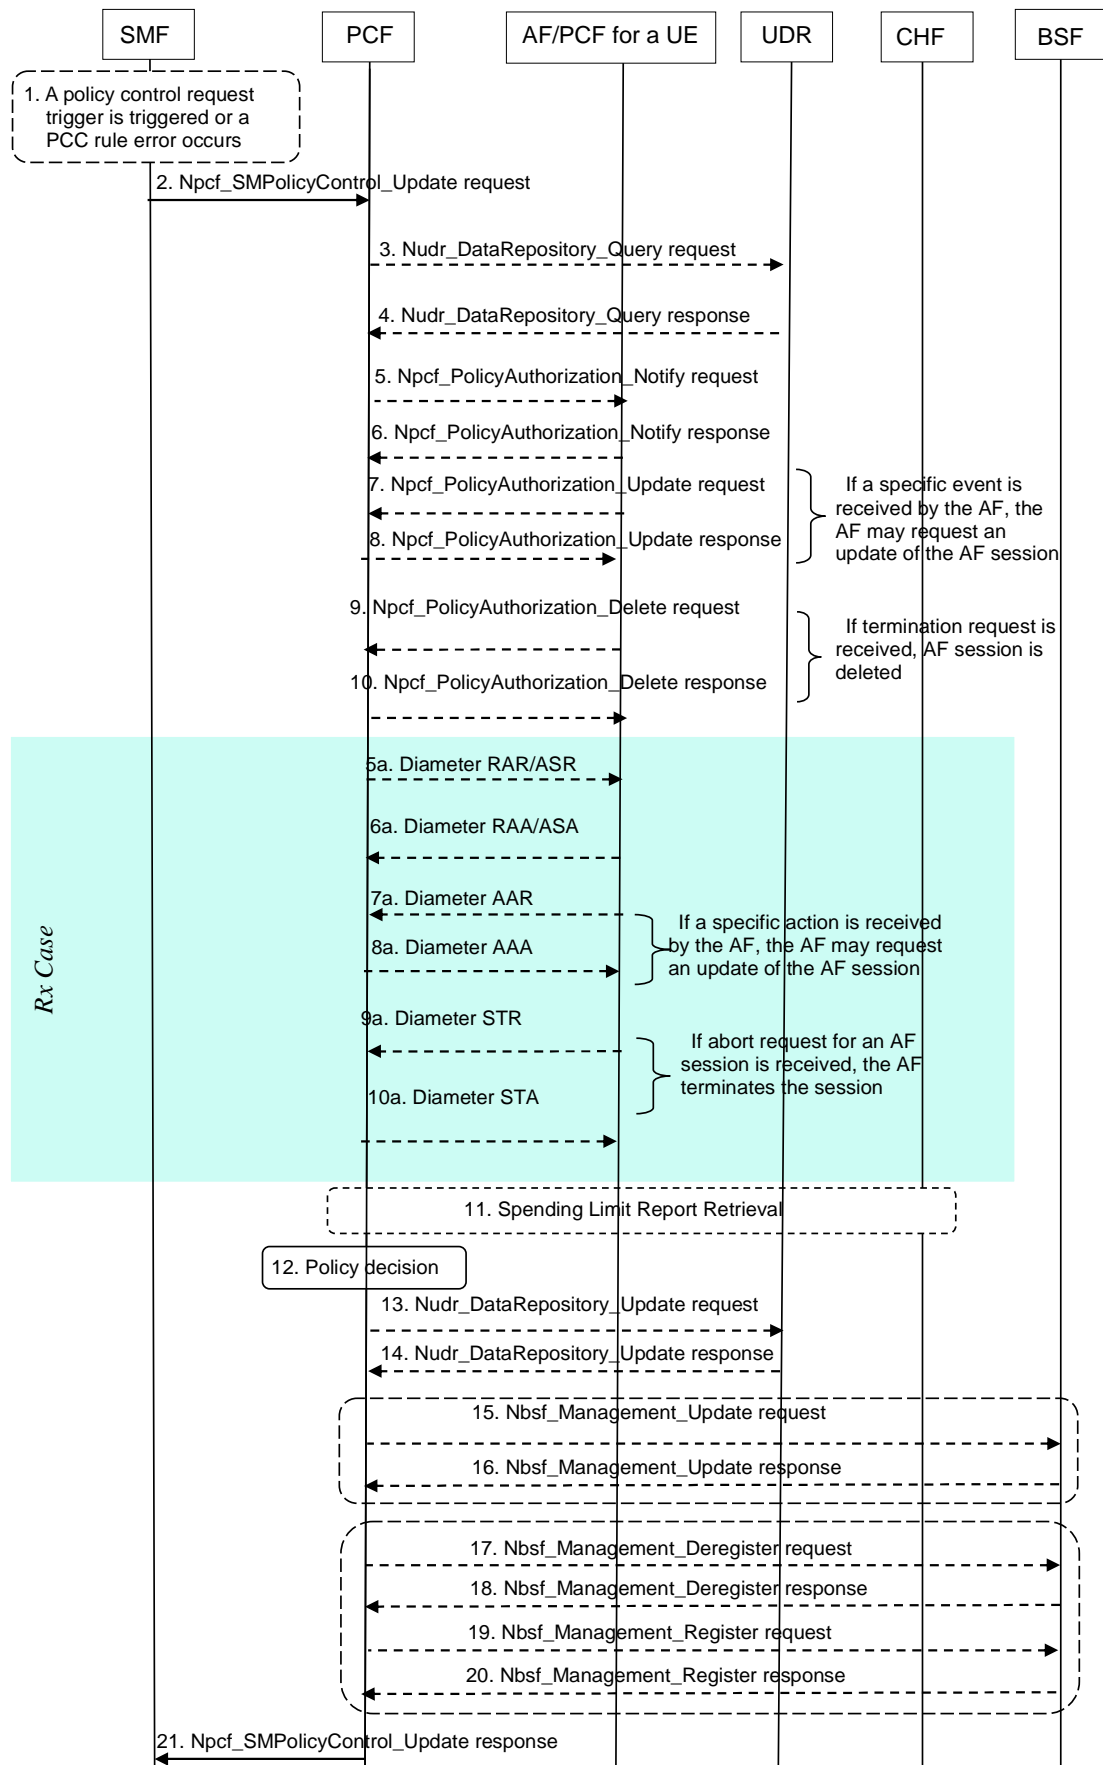 SMF
PCF
AF/PCF for a UE
UDR
CHF
BSF
1. A policy control request
trigger is triggered or a
PCC rule error occurs
2. Npcf_SMPolicyControl_Update request
3. Nudr_DataRepository_Query request
4. Nudr_DataRepository_Query response
5. Npcf_PolicyAuthorization_Notify request
6. Npcf_PolicyAuthorization_Notify response
7. Npcf_PolicyAuthorization_Update request
8. Npcf_PolicyAuthorization_Update response
If a specific event is
received by the AF, the
AF may request an
update of the AF session
9. Npcf_PolicyAuthorization_Delete request
10. Npcf_PolicyAuthorization_Delete response
If termination request is
received, AF session is
deleted
Rx Case
5a. Diameter RAR/ASR
6a. Diameter RAA/ASA
7a. Diameter AAR
8a. Diameter AAA
If a specific action is received
by the AF, the AF may request
an update of the AF session
9a. Diameter STR
10a. Diameter STA
If abort request for an AF
session is received, the AF
terminates the session
11. Spending Limit Report Retrieval
12. Policy decision
13. Nudr_DataRepository_Update request
14. Nudr_DataRepository_Update response
15. Nbsf_Management_Update request
16. Nbsf_Management_Update response
17. Nbsf_Management_Deregister request
18. Nbsf_Management_Deregister response
19. Nbsf_Management_Register request
20. Nbsf_Management_Register response
21. Npcf_SMPolicyControl_Update response